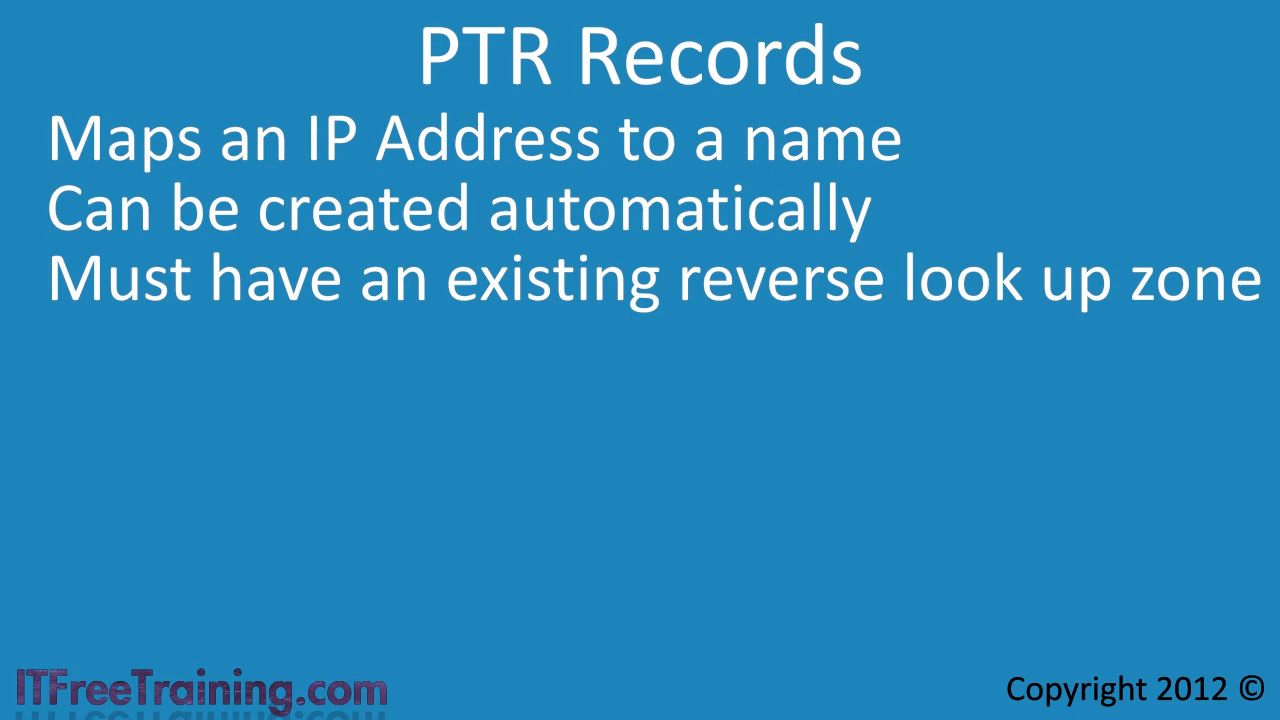 PTR Records
Maps an IP Address to a name
Can be created automatically
Must have an existing reverse look up zone
ITFreeTraining.com
Copyright 2012 ©